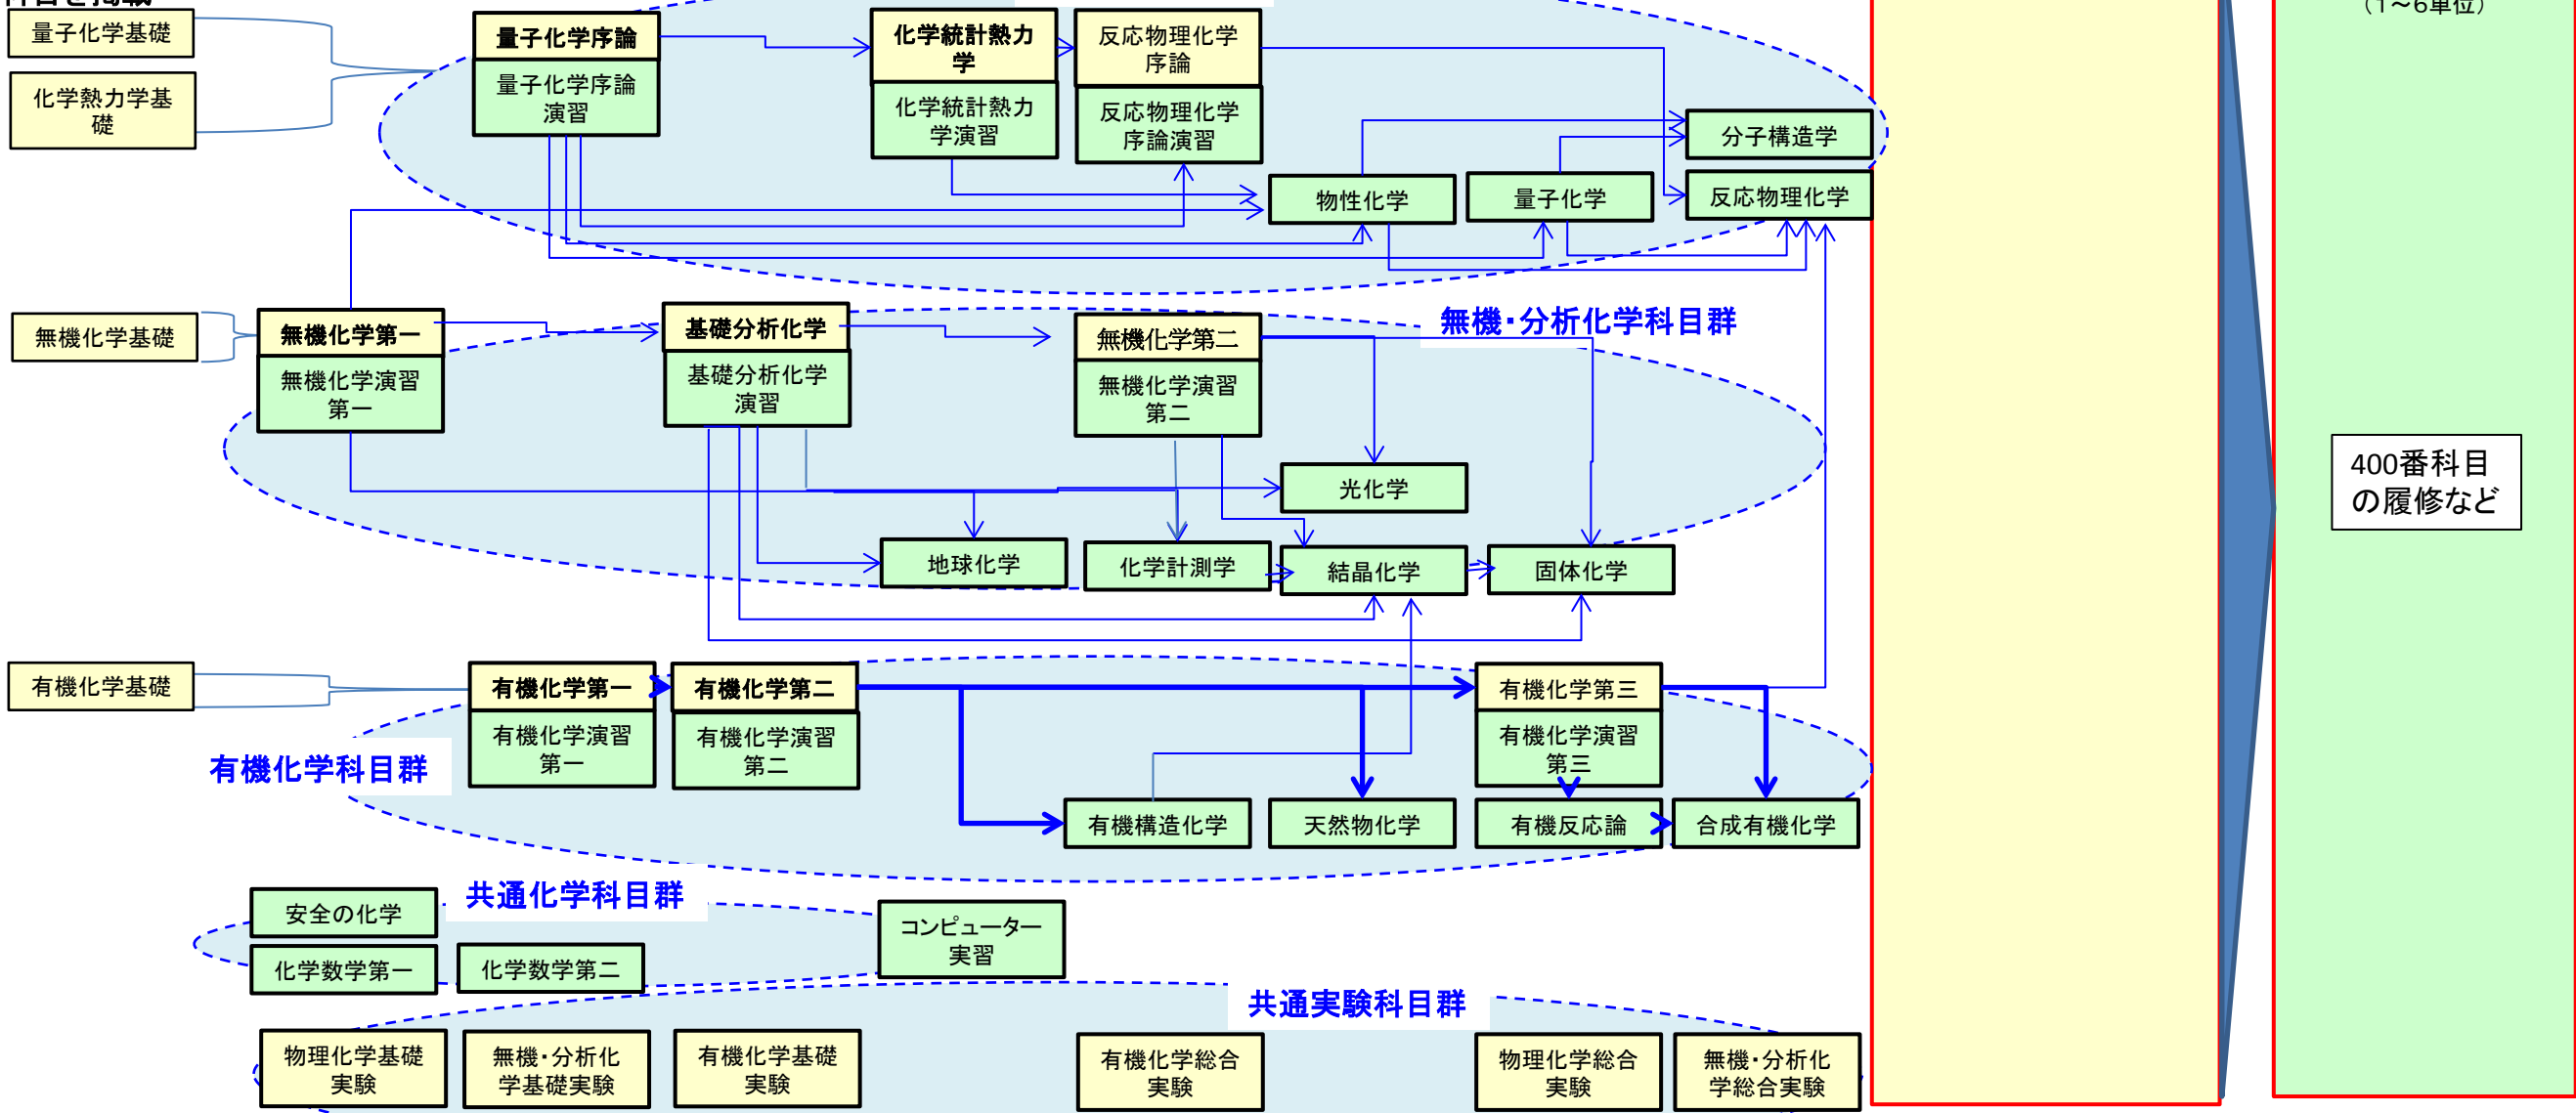 科目を掲載
（1～6単位）
量子化学基礎
化学熱力学基
礎
量子化学序論
量子化学序論
演習
化学統計熱力
学
化学統計熱力
学演習
反応物理化学
序論
反応物理化学
序論演習
分子構造学
物性化学
量子化学
反応物理化学
無機・分析化学科目群
無機化学基礎
無機化学第一
無機化学演習
第一
基礎分析化学
基礎分析化学
演習
無機化学第二
無機化学演習
第二
光化学
地球化学
化学計測学
結晶化学
固体化学
400番科目
の履修など
有機化学基礎
有機化学科目群
有機化学第一
有機化学演習
第一
有機化学第二
有機化学演習
第二
有機化学第三
有機化学演習
第三
有機構造化学
天然物化学
有機反応論
合成有機化学
共通化学科目群
安全の化学
化学数学第一
化学数学第二
コンピューター
実習
共通実験科目群
物理化学基礎
実験
無機・分析化
学基礎実験
有機化学基礎
実験
有機化学総合
実験
物理化学総合
実験
無機・分析化
学総合実験